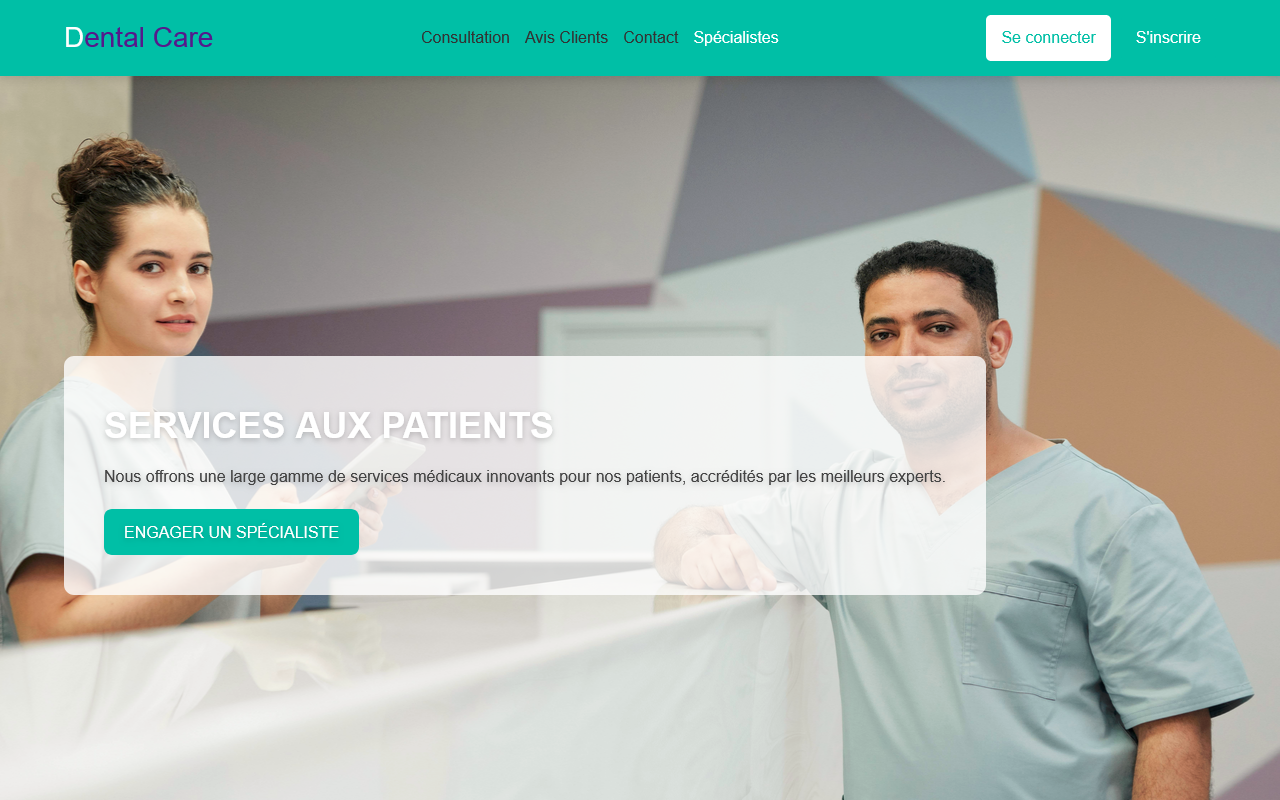 Dental Care
Consultation Avis Clients Contact Spécialistes
Se connecter S'inscrire
SERVICES AUX PATIENTS
Nous offrons une large gamme de services médicaux innovants pour nos patients, accrédités par les meilleurs experts.
ENGAGER UN SPÉCIALISTE